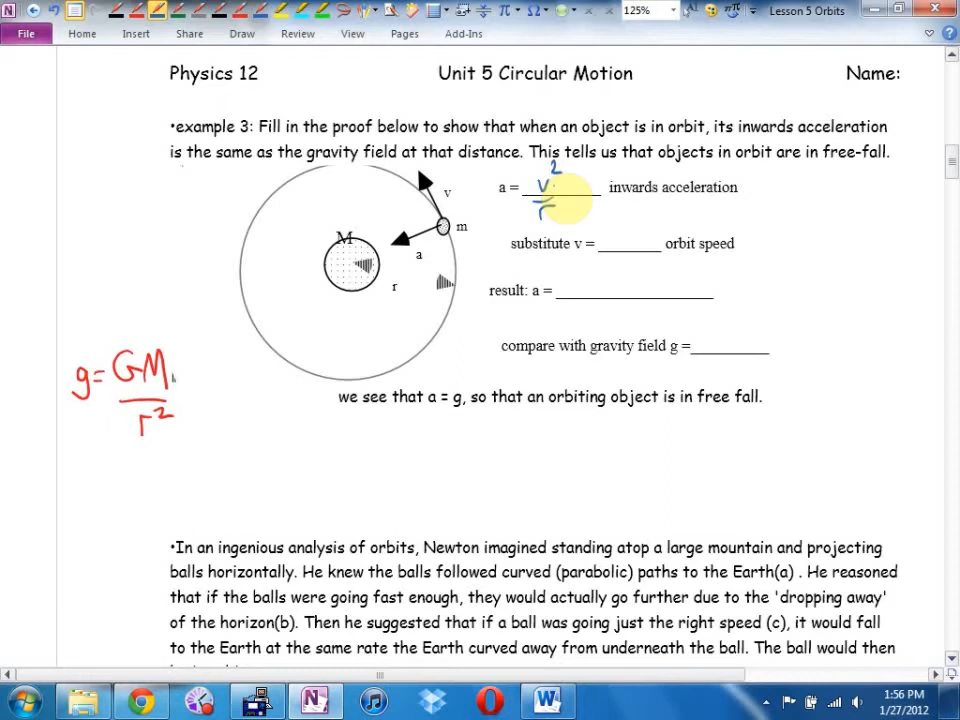 125% Lesson 5 Orbits
File Home Insert Share Draw Review View Pages Add-Ins
Physics 12 Unit 5 Circular Motion Name:
•example 3: Fill in the proof below to show that when an object is in orbit, its inwards acceleration
is the same as the gravity field at that distance. This tells us that objects in orbit are in free-fall.
a = v²/r inwards acceleration
v
m
M
a
r
substitute v = _______ orbit speed
result: a = _________________
compare with gravity field g =_________
g = GM/r²
we see that a = g, so that an orbiting object is in free fall.
•In an ingenious analysis of orbits, Newton imagined standing atop a large mountain and projecting
balls horizontally. He knew the balls followed curved (parabolic) paths to the Earth(a) . He reasoned
that if the balls were going fast enough, they would actually go further due to the 'dropping away'
of the horizon(b). Then he suggested that if a ball was going just the right speed (c), it would fall
to the Earth at the same rate the Earth curved away from underneath the ball. The ball would then
1:56 PM
1/27/2012